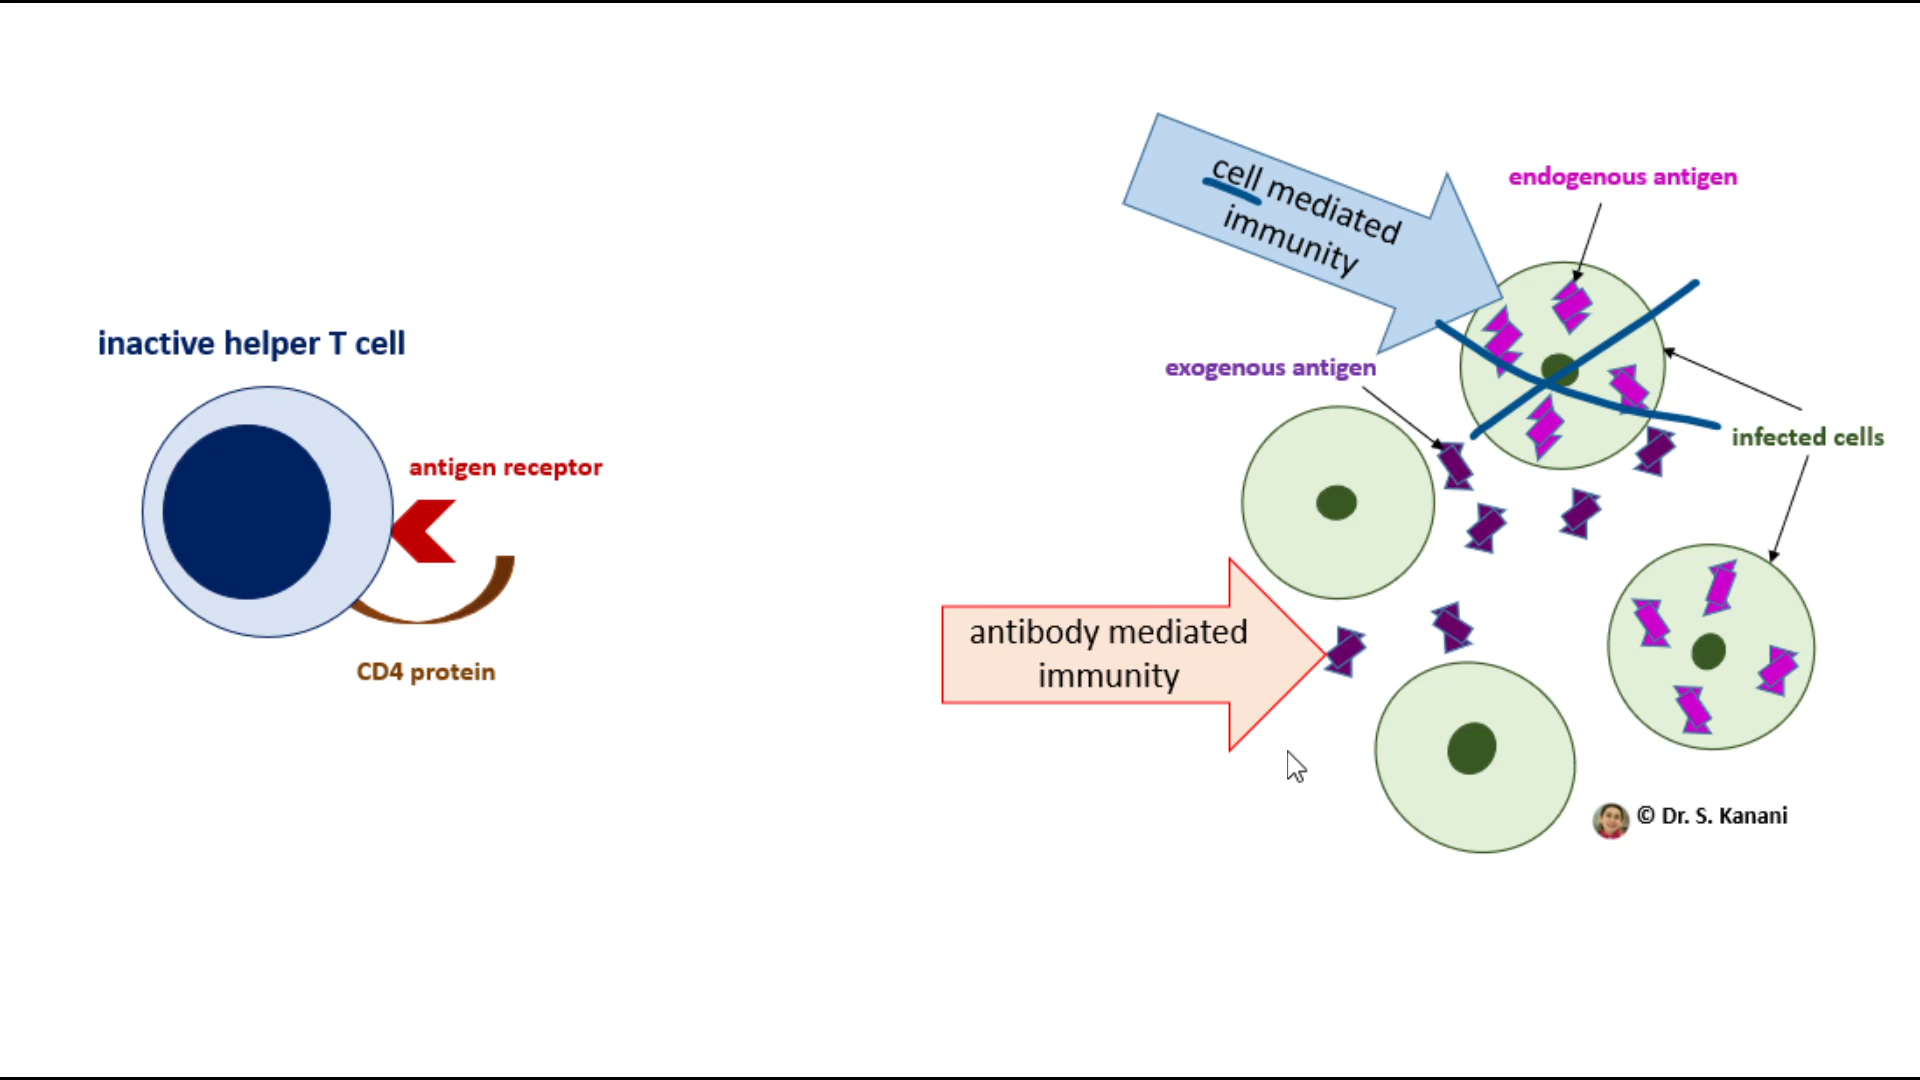 inactive helper T cell
antigen receptor
CD4 protein
cell mediated
immunity
endogenous antigen
exogenous antigen
infected cells
antibody mediated
immunity
© Dr. S. Kanani